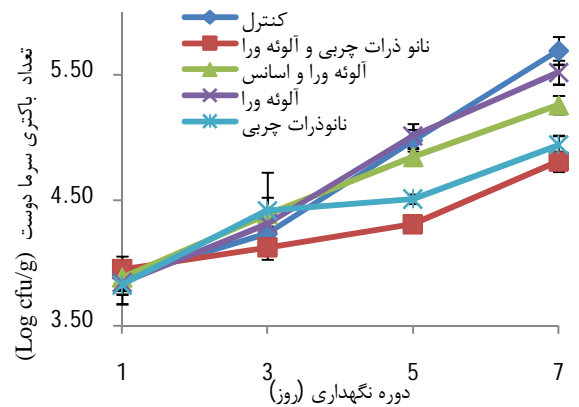 کنترل
نانو ذرات چربی و آلوئه ورا
آلوئه ورا و اسانس
آلوئه ورا
نانوذرات چربی
تعداد باکتری سرما دوست (Log cfu/g)
5.50
4.50
3.50
1 3 5 7
دوره نگهداری (روز)